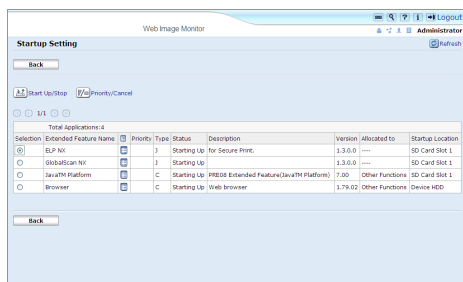 Logout
Web Image Monitor
Administrator
Startup Setting
Refresh
Back
Start Up/Stop Priority/Cancel
1/1
Total Applications:4
Selection Extended Feature Name Priority Type Status Description Version Allocated to Startup Location
ELP NX J Starting Up for Secure Print. 1.3.0.0 ---- SD Card Slot 1
GlobalScan NX J Starting Up 1.3.0.0 ---- SD Card Slot 1
JavaTM Platform C Starting Up PRE08 Extended Feature(JavaTM Platform) 7.00 Other Functions SD Card Slot 1
Browser C Starting Up Web browser 1.79.02 Other Functions Device HDD
Back